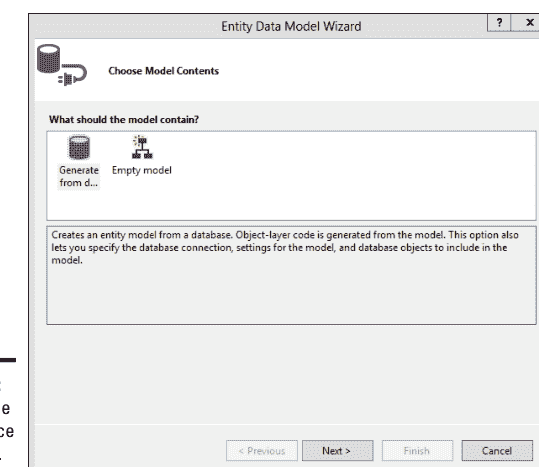 Entity Data Model Wizard
? x
Choose Model Contents
What should the model contain?
Generate from d...
Empty model
Creates an entity model from a database. Object-layer code is generated from the model. This option also
lets you specify the database connection, settings for the model, and database objects to include in the
model.
e
ce
.
< Previous
Next >
Finish
Cancel